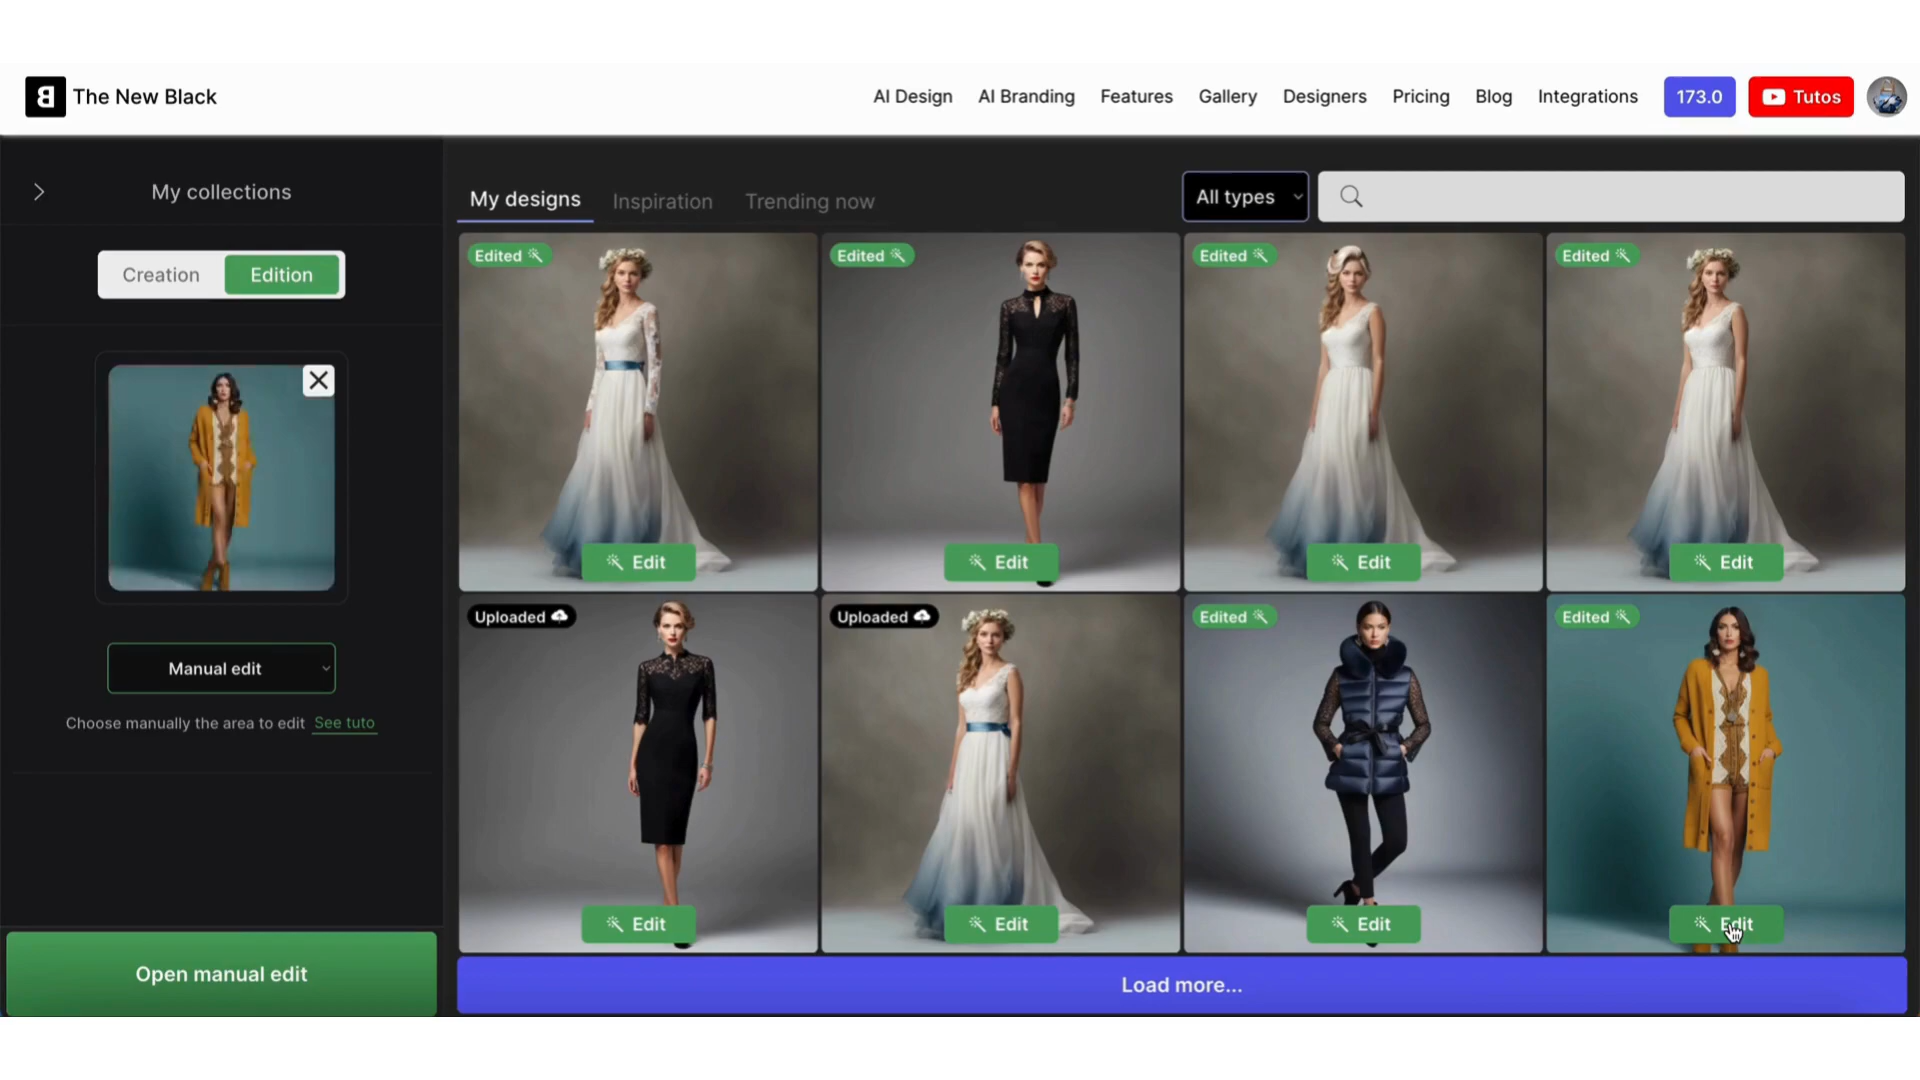 B The New Black
AI Design
AI Branding
Features
Gallery
Designers
Pricing
Blog
Integrations
173.0
Tutos
My collections
Creation
Edition
Manual edit
Choose manually the area to edit See tuto
Open manual edit
My designs
Inspiration
Trending now
All types
Edited
Edited
Edited
Edited
Edit
Edit
Edit
Edit
Uploaded
Uploaded
Edited
Edited
Edit
Edit
Edit
Edit
Load more...